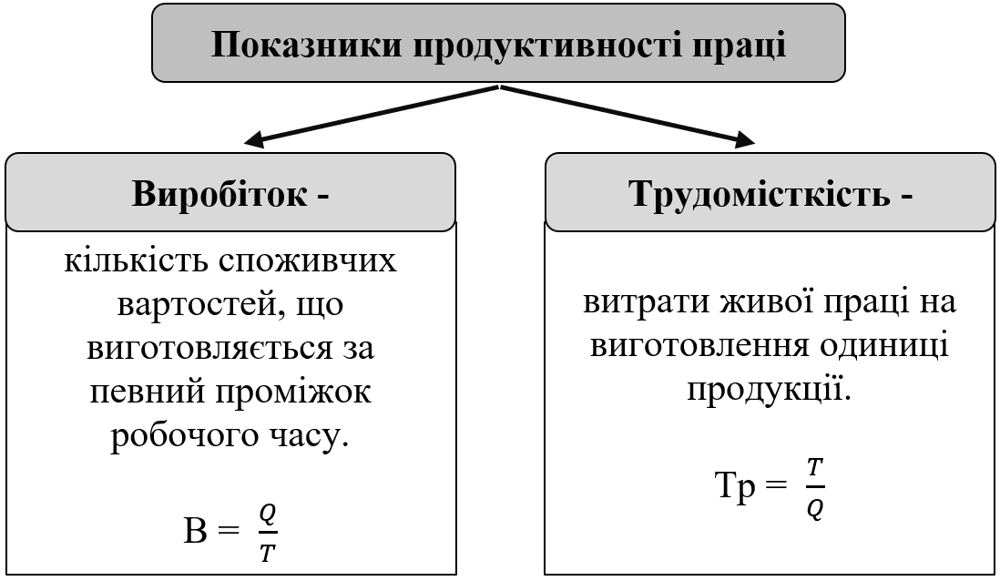 Показники продуктивності праці
Виробіток -
кількість споживчих
вартостей, що
виготовляється за
певний проміжок
робочого часу.
В = Q/T
Трудомісткість -
витрати живої праці на
виготовлення одиниці
продукції.
Тр = T/Q